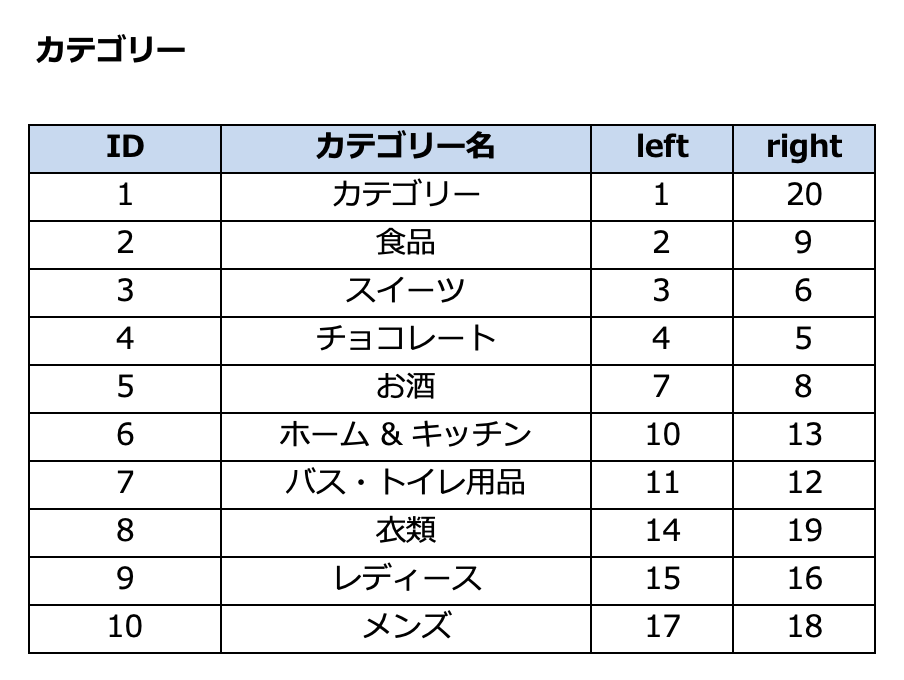 カテゴリー
ID カテゴリー名 left right
1 カテゴリー 1 20
2 食品 2 9
3 スイーツ 3 6
4 チョコレート 4 5
5 お酒 7 8
6 ホーム & キッチン 10 13
7 バス・トイレ用品 11 12
8 衣類 14 19
9 レディース 15 16
10 メンズ 17 18